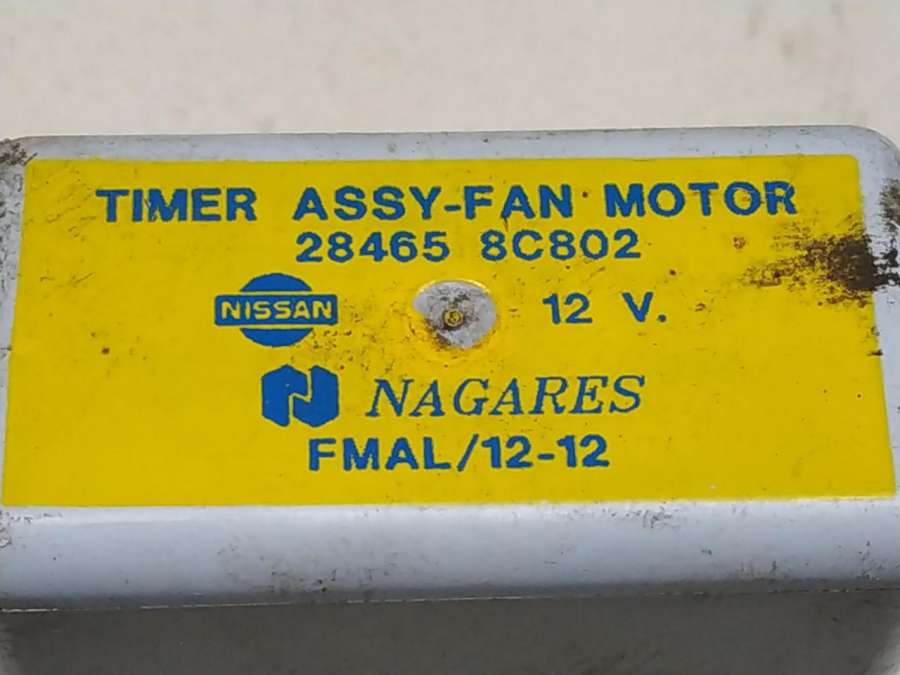 TIMER ASSY-FAN MOTOR
28465 8C802
NISSAN 12 V.
NAGARES
FMAL/12-12